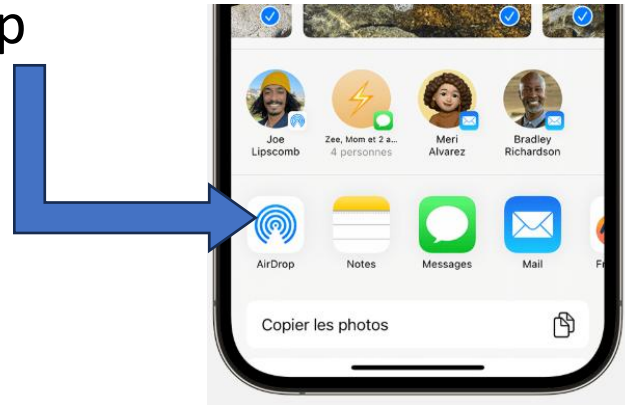 p
Joe
Lipscomb
Zee, Mom et 2 a...
4 personnes
Meri
Alvarez
Bradley
Richardson
AirDrop
Notes
Messages
Mail
Copier les photos